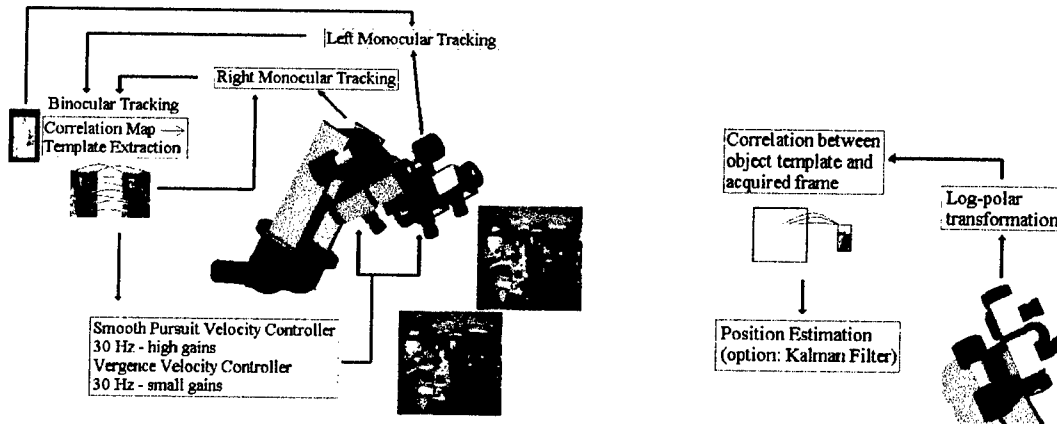 Left Monocular Tracking
Right Monocular Tracking
Binocular Tracking
Correlation Map
Template Extraction
Smooth Pursuit Velocity Controller
30 Hz - high gains
Vergence Velocity Controller
30 Hz - small gains
Correlation between
object template and
acquired frame
Log-polar
transformation
Position Estimation
(option: Kalman Filter)